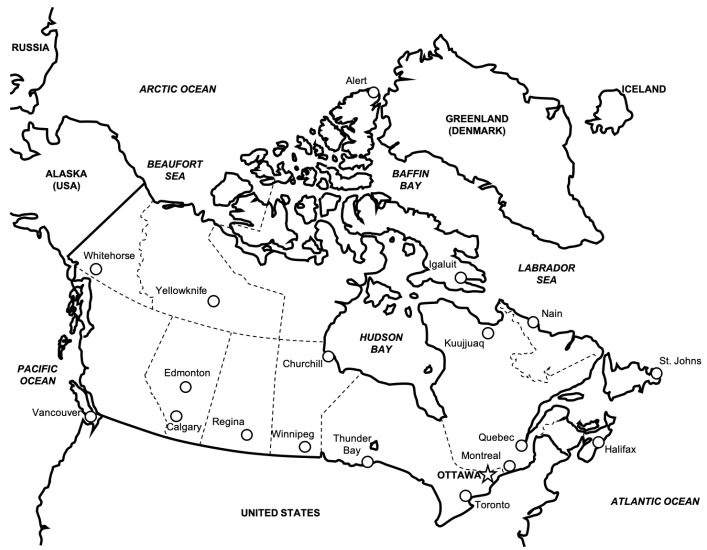 RUSSIA
ARCTIC OCEAN
Alert
ICELAND
GREENLAND
(DENMARK)
ALASKA
(USA)
BEAUFORT
SEA
BAFFIN
BAY
Whitehorse
Igaluit
LABRADOR
SEA
Yellowknife
Nain
HUDSON
BAY
Kuujjuaq
PACIFIC
OCEAN
Edmonton
Churchill
St. Johns
Vancouver
Calgary
Regina
Winnipeg
Thunder
Bay
Quebec
Montreal
Halifax
OTTAWA
Toronto
ATLANTIC OCEAN
UNITED STATES